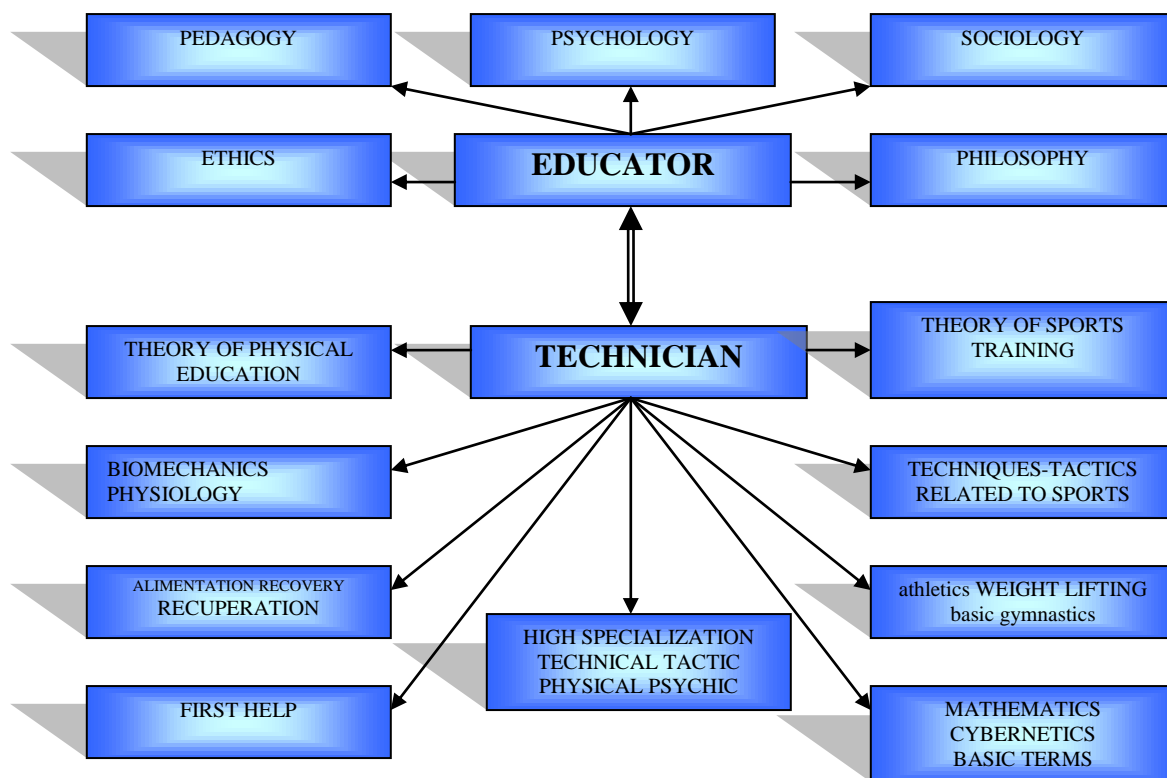 PEDAGOGY
PSYCHOLOGY
SOCIOLOGY
ETHICS
EDUCATOR
PHILOSOPHY
THEORY OF PHYSICAL
EDUCATION
TECHNICIAN
THEORY OF SPORTS
TRAINING
BIOMECHANICS
PHYSIOLOGY
TECHNIQUES-TACTICS
RELATED TO SPORTS
ALIMENTATION RECOVERY
RECUPERATION
HIGH SPECIALIZATION
TECHNICAL TACTIC
PHYSICAL PSYCHIC
athletics WEIGHT LIFTING
basic gymnastics
FIRST HELP
MATHEMATICS
CYBERNETICS
BASIC TERMS